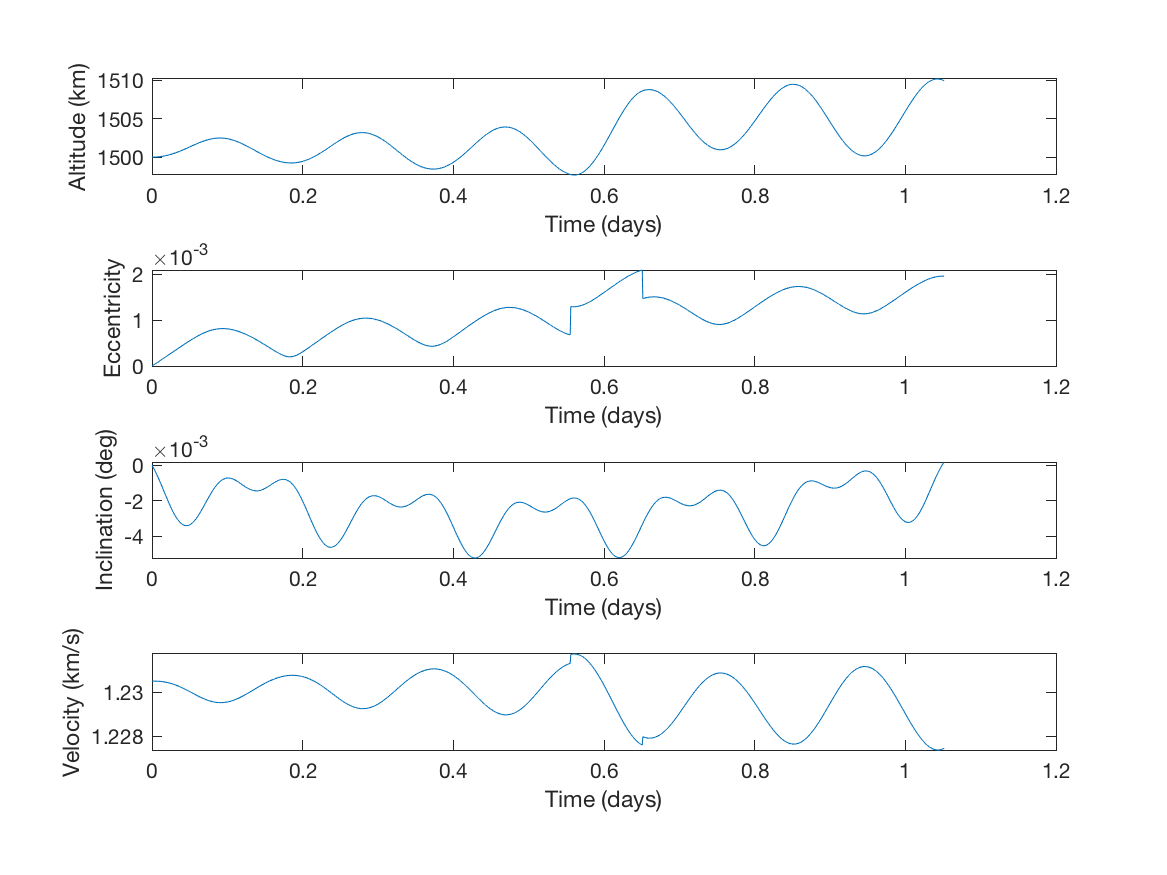 Altitude (km)
1510
1505
1500
0 0.2 0.4 0.6 0.8 1 1.2
Time (days)
×10-3
Eccentricity
2
1
0
0 0.2 0.4 0.6 0.8 1 1.2
Time (days)
×10-3
Inclination (deg)
0
-2
-4
0 0.2 0.4 0.6 0.8 1 1.2
Time (days)
Velocity (km/s)
1.23
1.228
0 0.2 0.4 0.6 0.8 1 1.2
Time (days)